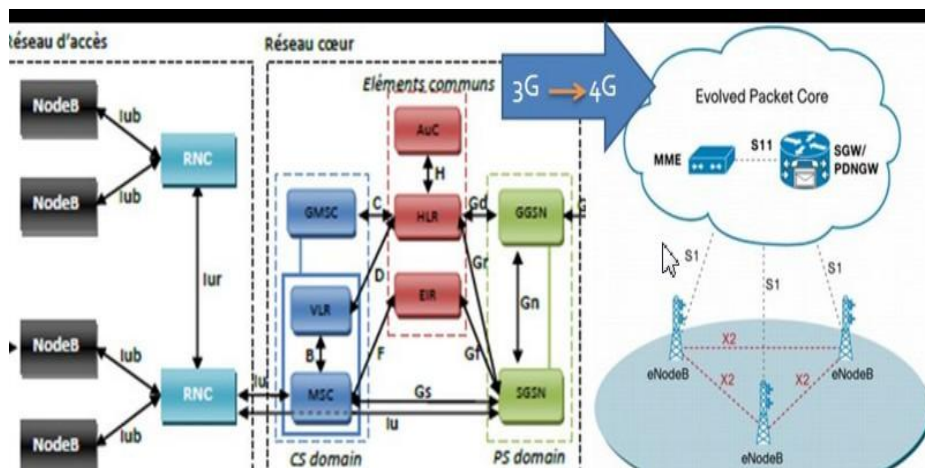 éseau d'accès
Réseau cœur
Eléments communs
3G → 4G
Evolved Packet Core
MME
S11
SGW/
PDNGW
NodeB
Iub
RNC
NodeB
Iub
Iur
NodeB
Iub
RNC
NodeB
Iub
Iu
AuC
H
GMSC
C
HLR
Gd
GGSN
G
D
Gr
VLR
EIR
Gn
B
F
Gf
MSC
Gs
SGSN
Iu
CS domain
PS domain
S1
S1
S1
X2
eNodeB
eNodeB
X2
X2
eNodeB